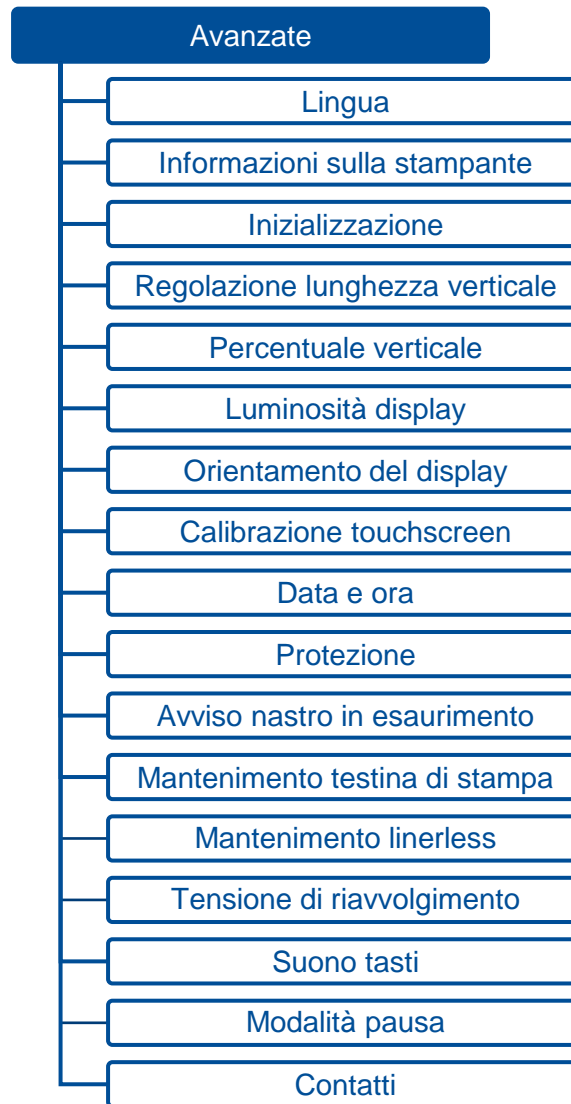 Avanzate
Lingua
Informazioni sulla stampante
Inizializzazione
Regolazione lunghezza verticale
Percentuale verticale
Luminosità display
Orientamento del display
Calibrazione touchscreen
Data e ora
Protezione
Avviso nastro in esaurimento
Mantenimento testina di stampa
Mantenimento linerless
Tensione di riavvolgimento
Suono tasti
Modalità pausa
Contatti